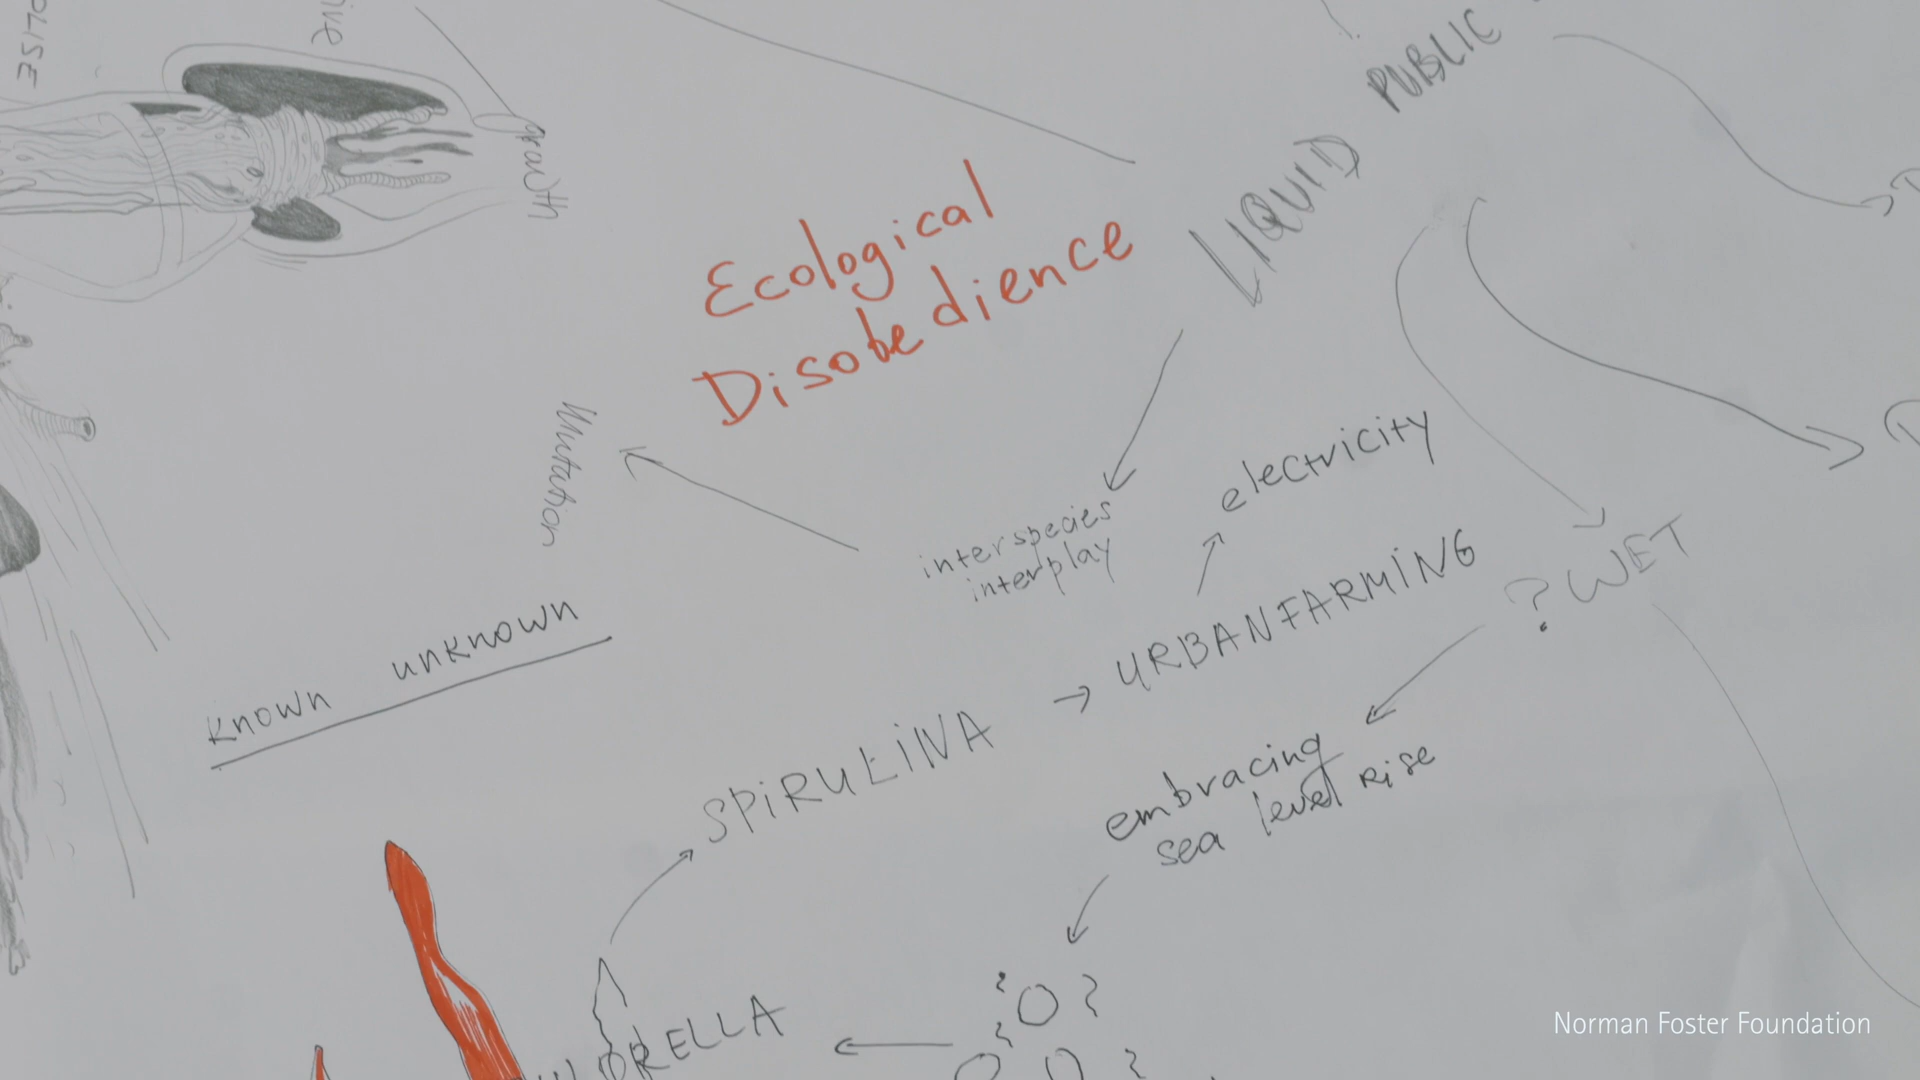 PUBLIC
LIQUID
growth
Ecological
Disobedience
Mutation
electricity
interspecies
interplay
URBANFARMING
? WET
known unknown
SPIRULINA
embracing
sea level Rise
Norman Foster Foundation